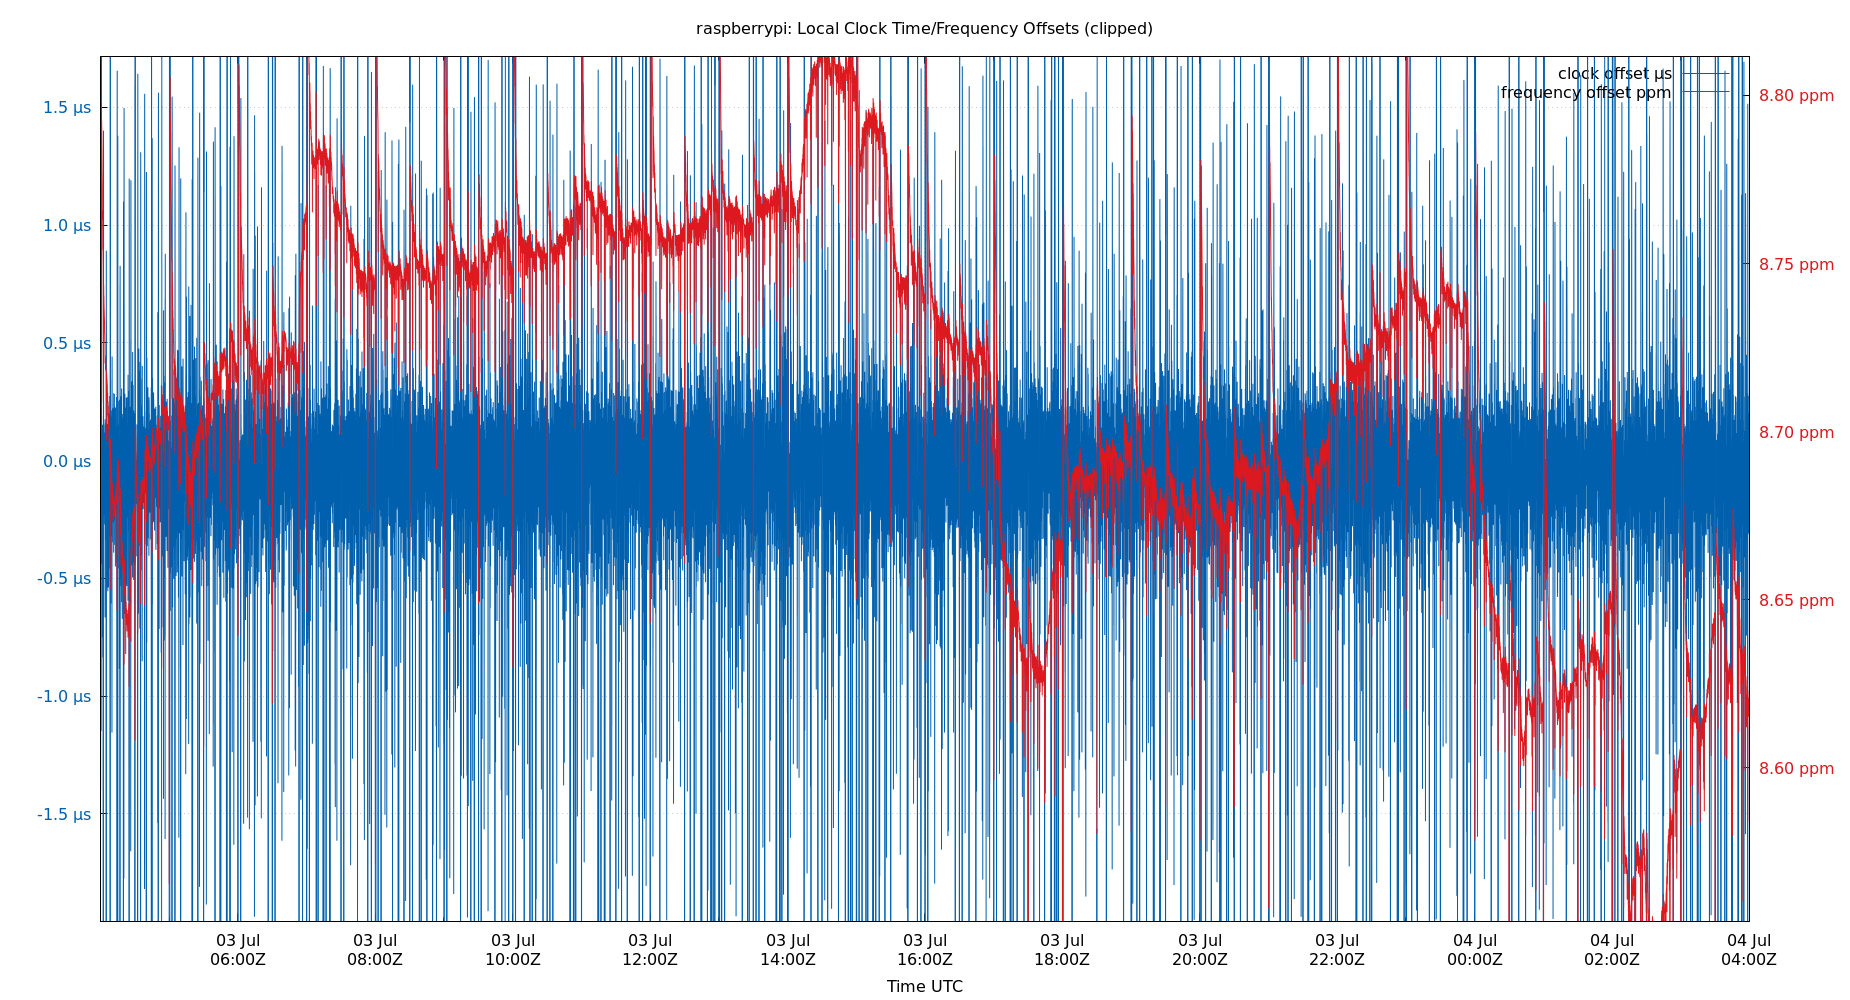 raspberrypi: Local Clock Time/Frequency Offsets (clipped)
clock offset µs
frequency offset ppm
1.5 µs
1.0 µs
0.5 µs
0.0 µs
-0.5 µs
-1.0 µs
-1.5 µs
8.80 ppm
8.75 ppm
8.70 ppm
8.65 ppm
8.60 ppm
03 Jul 03 Jul 03 Jul 03 Jul 03 Jul 03 Jul 03 Jul 03 Jul 03 Jul 04 Jul 04 Jul 04 Jul
06:00Z 08:00Z 10:00Z 12:00Z 14:00Z 16:00Z 18:00Z 20:00Z 22:00Z 00:00Z 02:00Z 04:00Z
Time UTC